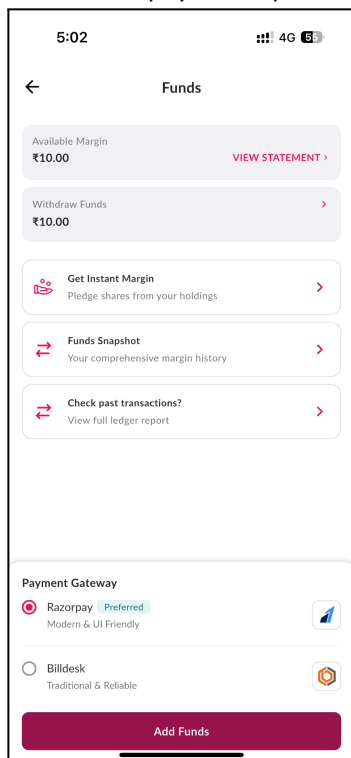 5:02
4G 55
Funds
Available Margin
₹10.00
VIEW STATEMENT >
Withdraw Funds
₹10.00
Get Instant Margin
Pledge shares from your holdings
Funds Snapshot
Your comprehensive margin history
Check past transactions?
View full ledger report
Payment Gateway
Razorpay Preferred
Modern & UI Friendly
Billdesk
Traditional & Reliable
Add Funds